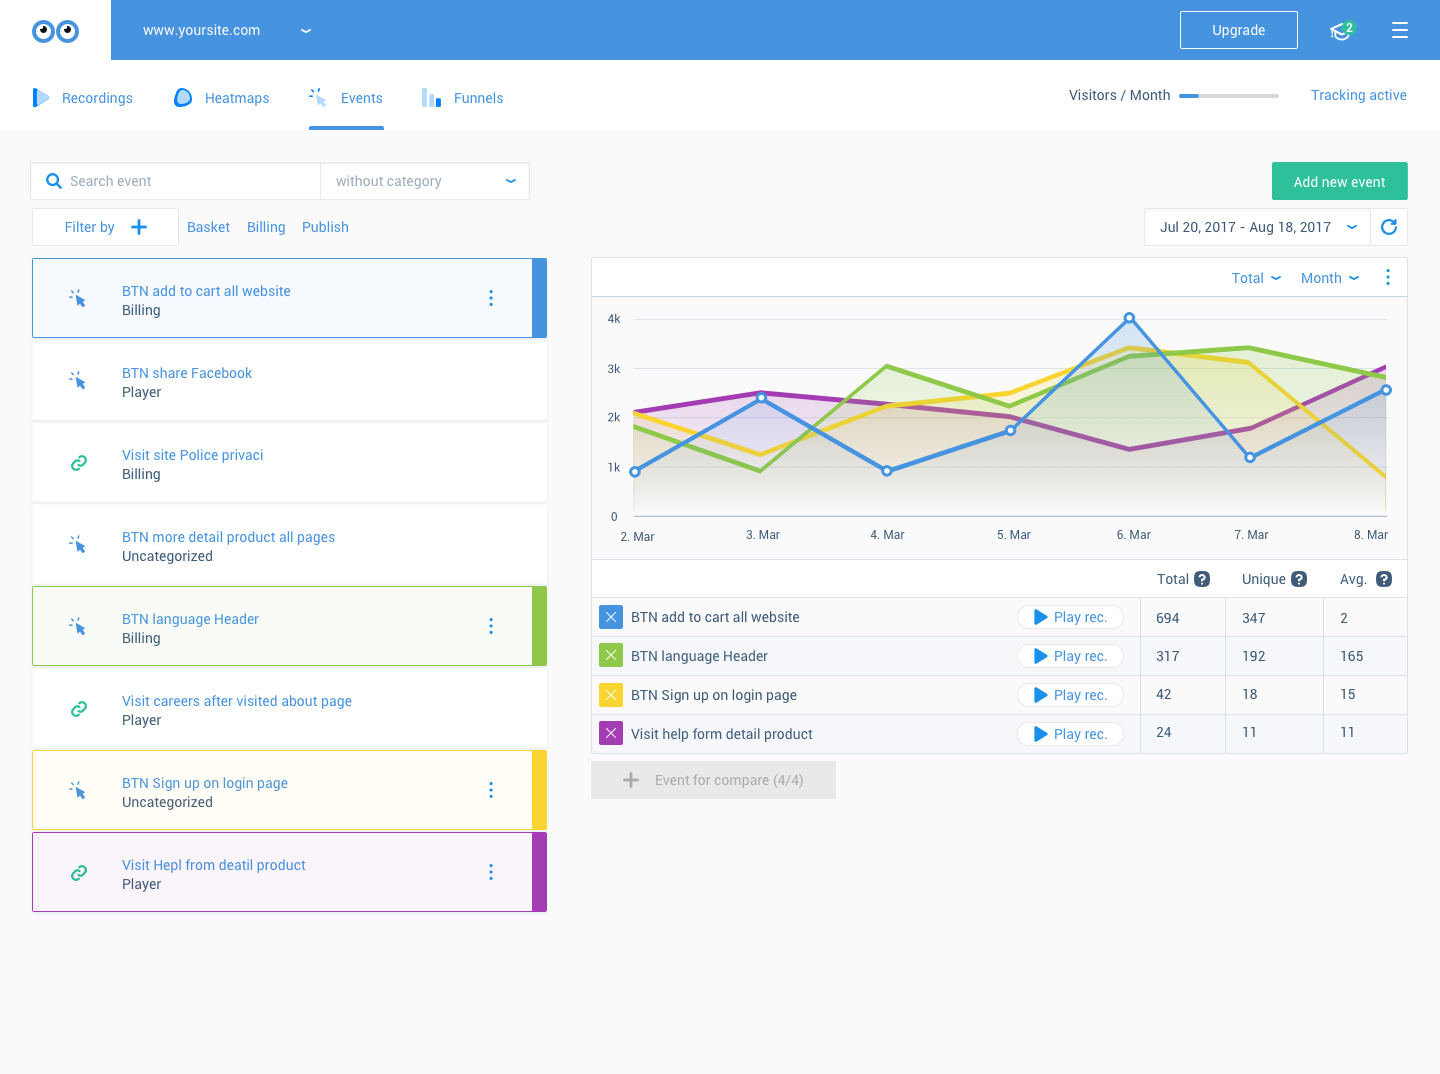 www.yoursite.com
Upgrade
2
Recordings
Heatmaps
Events
Funnels
Visitors / Month
Tracking active
Search event
without category
Add new event
Filter by
Basket
Billing
Publish
Jul 20, 2017 - Aug 18, 2017
BTN add to cart all website
Billing
BTN share Facebook
Player
Visit site Police privaci
Billing
BTN more detail product all pages
Uncategorized
BTN language Header
Billing
Visit careers after visited about page
Player
BTN Sign up on login page
Uncategorized
Visit Hepl from deatil product
Player
Total
Month
4k
3k
2k
1k
0
2. Mar
3. Mar
4. Mar
5. Mar
6. Mar
7. Mar
8. Mar
Total ?
Unique ?
Avg. ?
BTN add to cart all website Play rec. 694 347 2
BTN language Header Play rec. 317 192 165
BTN Sign up on login page Play rec. 42 18 15
Visit help form detail product Play rec. 24 11 11
Event for compare (4/4)